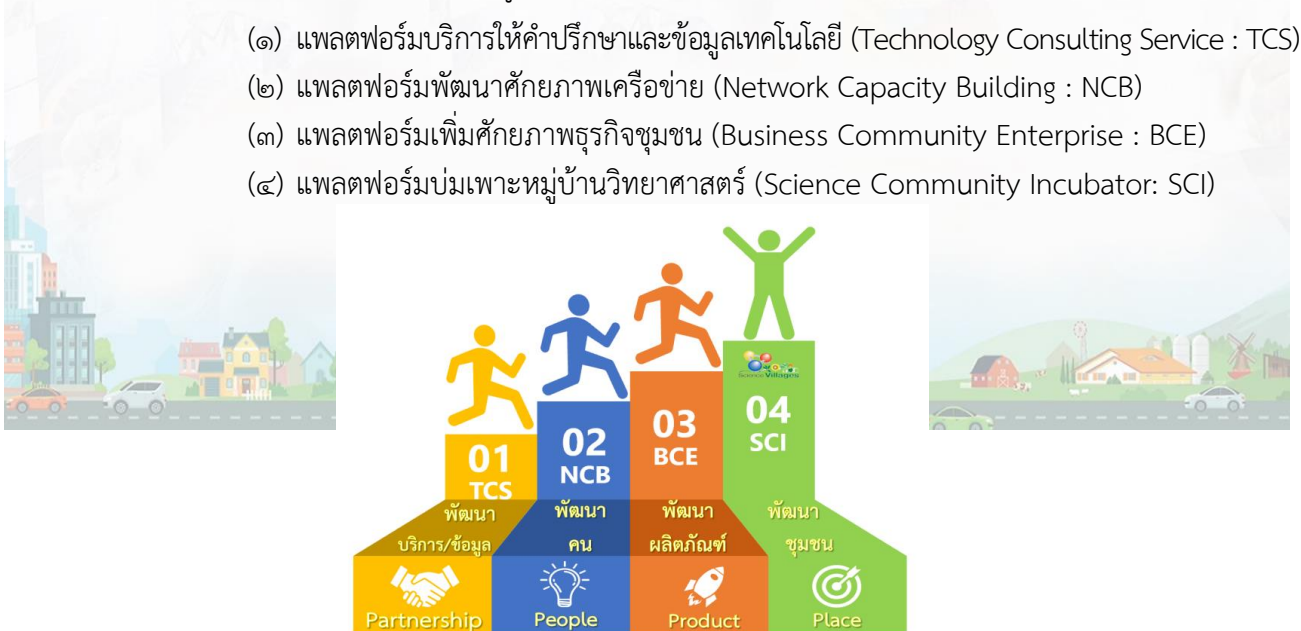 (๑) แพลตฟอร์มบริการให้คำปรึกษาและข้อมูลเทคโนโลยี (Technology Consulting Service : TCS)
(๒) แพลตฟอร์มพัฒนาศักยภาพเครือข่าย (Network Capacity Building : NCB)
(๓) แพลตฟอร์มเพิ่มศักยภาพธุรกิจชุมชน (Business Community Enterprise : BCE)
(๔) แพลตฟอร์มบ่มเพาะหมู่บ้านวิทยาศาสตร์ (Science Community Incubator: SCI)
Science Villages
01 02 03 04
TCS NCB BCE SCI
พัฒนา พัฒนา พัฒนา พัฒนา
บริการ/ข้อมูล คน ผลิตภัณฑ์ ชุมชน
Partnership People Product Place